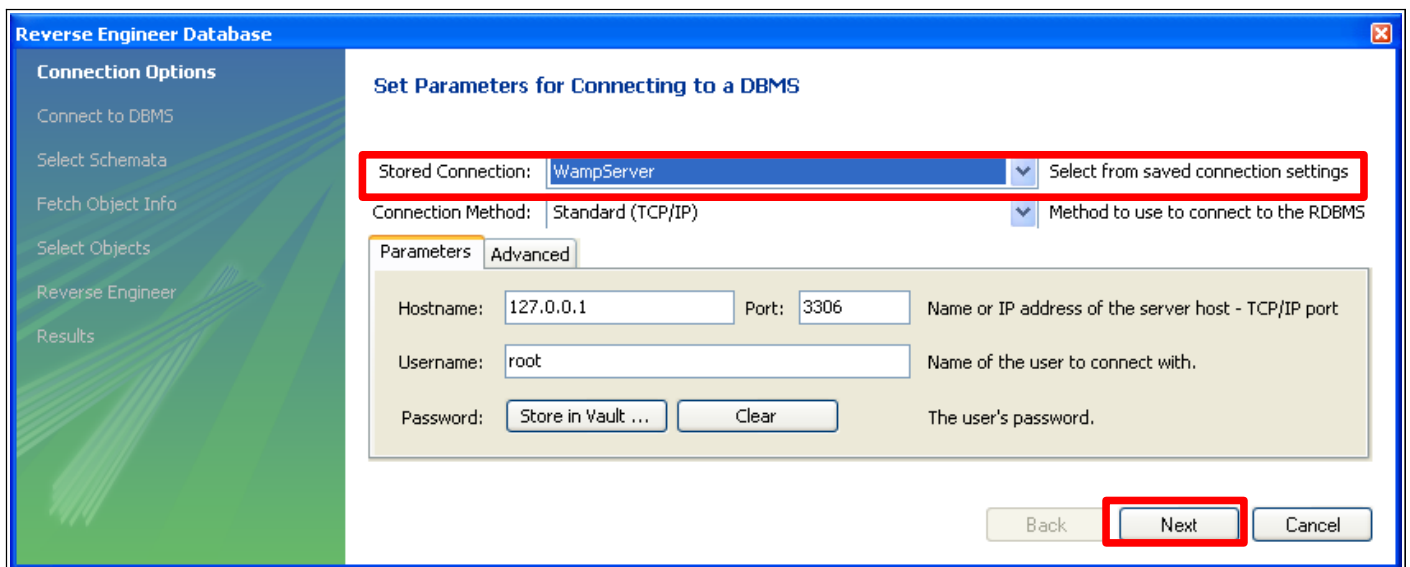 Reverse Engineer Database
Connection Options
Connect to DBMS
Select Schemata
Fetch Object Info
Select Objects
Reverse Engineer
Results
Set Parameters for Connecting to a DBMS
Stored Connection: WampServer Select from saved connection settings
Connection Method: Standard (TCP/IP) Method to use to connect to the RDBMS
Parameters Advanced
Hostname: 127.0.0.1 Port: 3306 Name or IP address of the server host - TCP/IP port
Username: root Name of the user to connect with.
Password: Store in Vault ... Clear The user's password.
Back Next Cancel